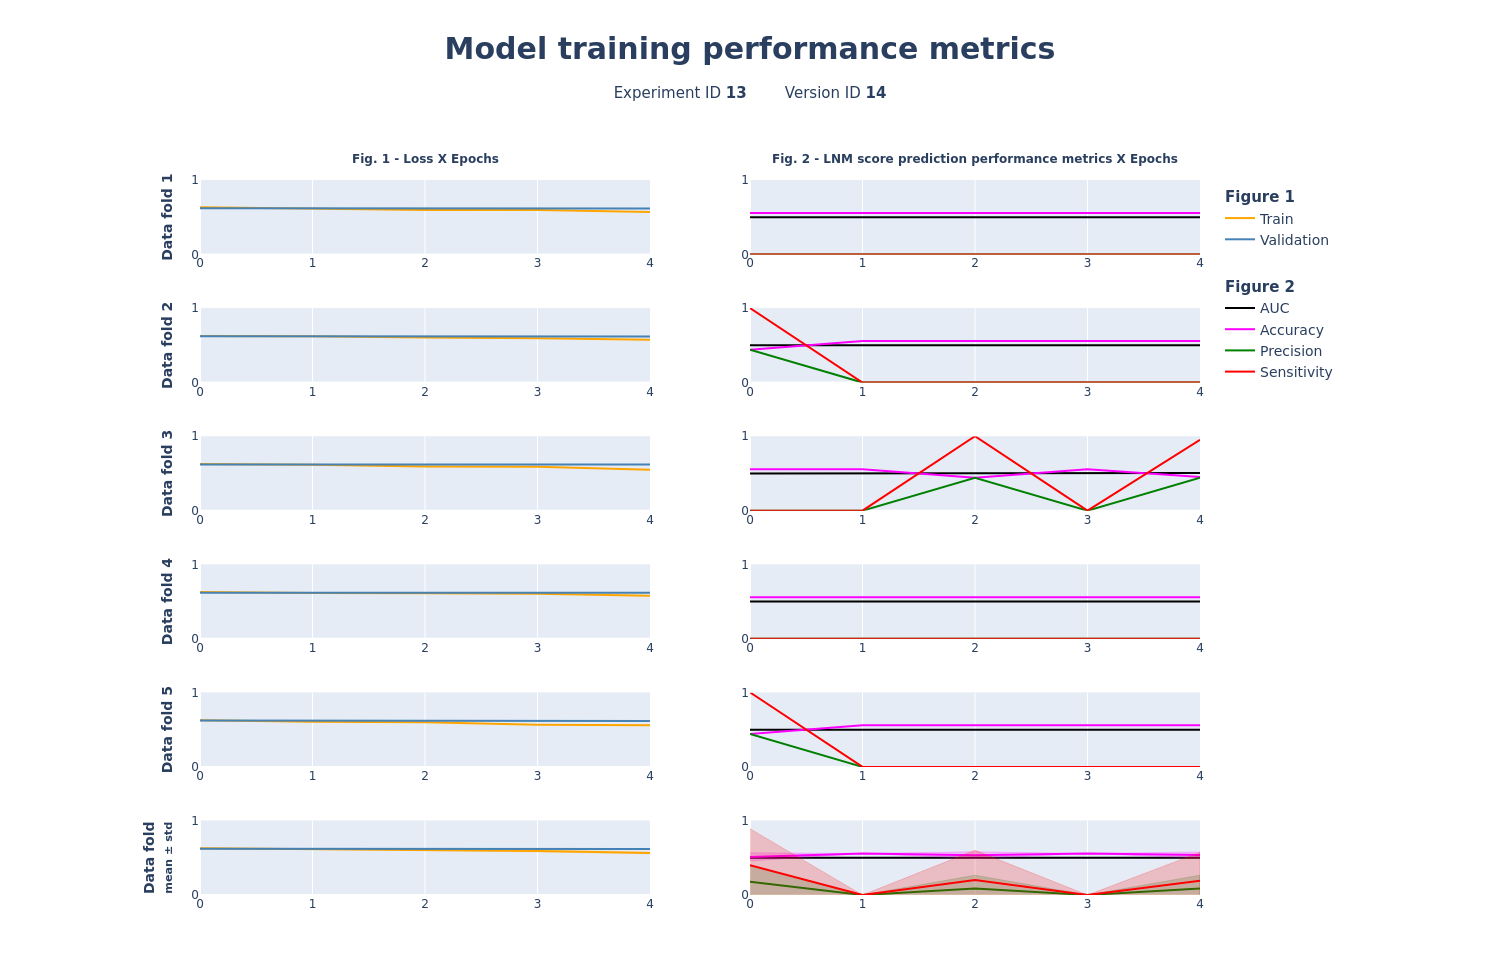 Model training performance metrics
Experiment ID 13 Version ID 14
Fig. 1 - Loss X Epochs
Fig. 2 - LNM score prediction performance metrics X Epochs
Data fold 1
1
0
0 1 2 3 4
1
0
0 1 2 3 4
Figure 1
Train
Validation
Figure 2
AUC
Accuracy
Precision
Sensitivity
Data fold 2
1
0
0 1 2 3 4
1
0
0 1 2 3 4
Data fold 3
1
0
0 1 2 3 4
1
0
0 1 2 3 4
Data fold 4
1
0
0 1 2 3 4
1
0
0 1 2 3 4
Data fold 5
1
0
0 1 2 3 4
1
0
0 1 2 3 4
Data fold
mean ± std
1
0
0 1 2 3 4
1
0
0 1 2 3 4